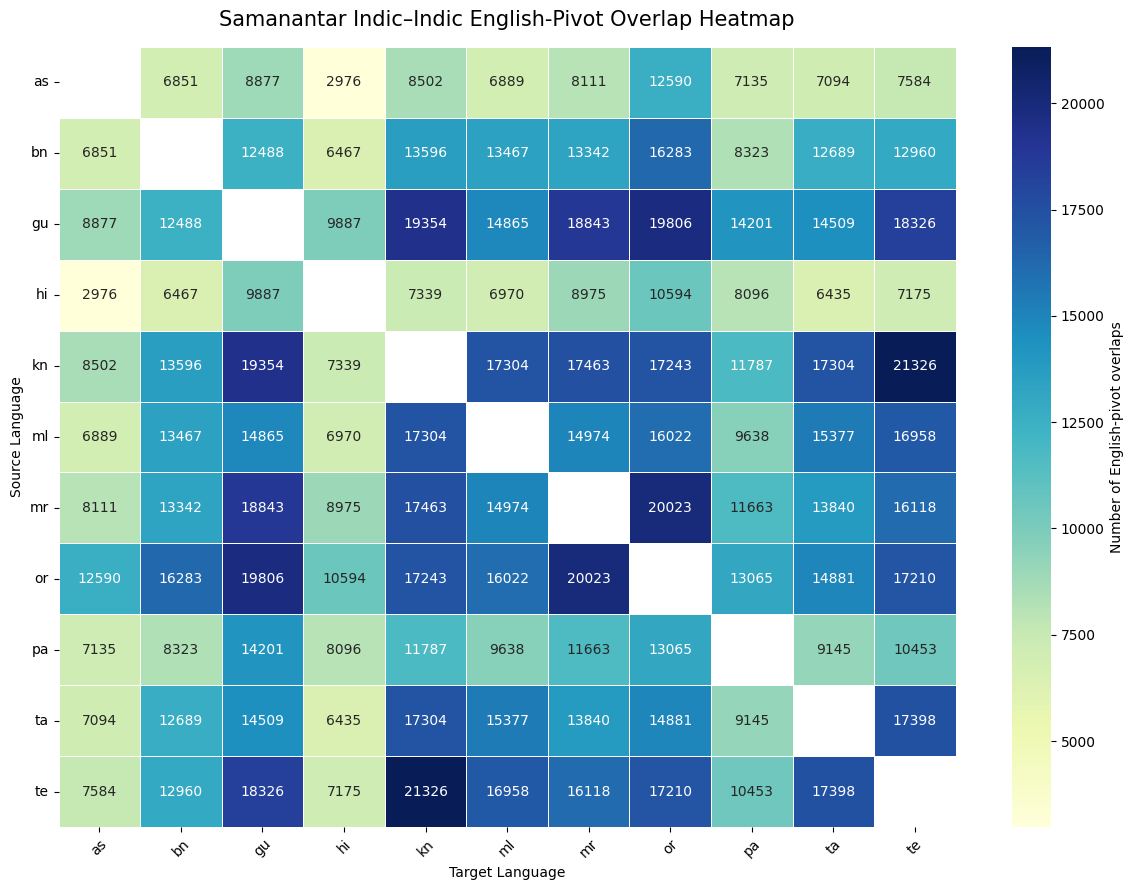 Samanantar Indic–Indic English-Pivot Overlap Heatmap
as 6851 8877 2976 8502 6889 8111 12590 7135 7094 7584
bn 6851 12488 6467 13596 13467 13342 16283 8323 12689 12960
gu 8877 12488 9887 19354 14865 18843 19806 14201 14509 18326
hi 2976 6467 9887 7339 6970 8975 10594 8096 6435 7175
kn 8502 13596 19354 7339 17304 17463 17243 11787 17304 21326
ml 6889 13467 14865 6970 17304 14974 16022 9638 15377 16958
mr 8111 13342 18843 8975 17463 14974 20023 11663 13840 16118
or 12590 16283 19806 10594 17243 16022 20023 13065 14881 17210
pa 7135 8323 14201 8096 11787 9638 11663 13065 9145 10453
ta 7094 12689 14509 6435 17304 15377 13840 14881 9145 17398
te 7584 12960 18326 7175 21326 16958 16118 17210 10453 17398
as bn gu hi kn ml mr or pa ta te
Target Language
Source Language
20000
17500
15000
12500
10000
7500
5000
Number of English-pivot overlaps